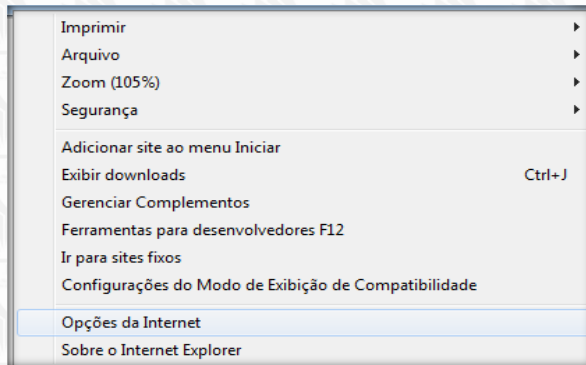 Imprimir
Arquivo
Zoom (105%)
Segurança
Adicionar site ao menu Iniciar
Exibir downloads Ctrl+J
Gerenciar Complementos
Ferramentas para desenvolvedores F12
Ir para sites fixos
Configurações do Modo de Exibição de Compatibilidade
Opções da Internet
Sobre o Internet Explorer